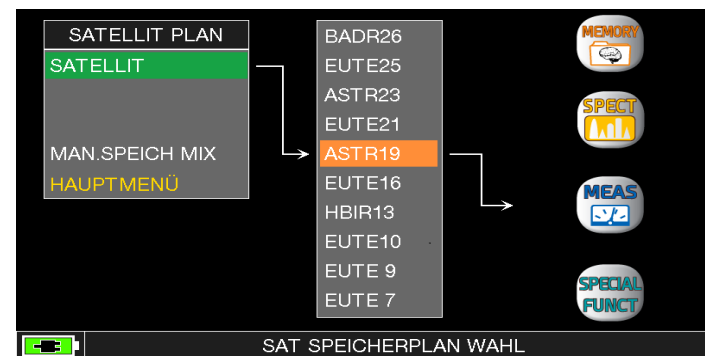 SATELLIT PLAN
SATELLIT
MAN.SPEICH MIX
HAUPTMENÜ
BADR26
EUTE25
ASTR23
EUTE21
ASTR19
EUTE16
HBIR13
EUTE10
EUTE 9
EUTE 7
MEMORY
SPECT
MEAS
SPECIAL
FUNCT
SAT SPEICHERPLAN WAHL